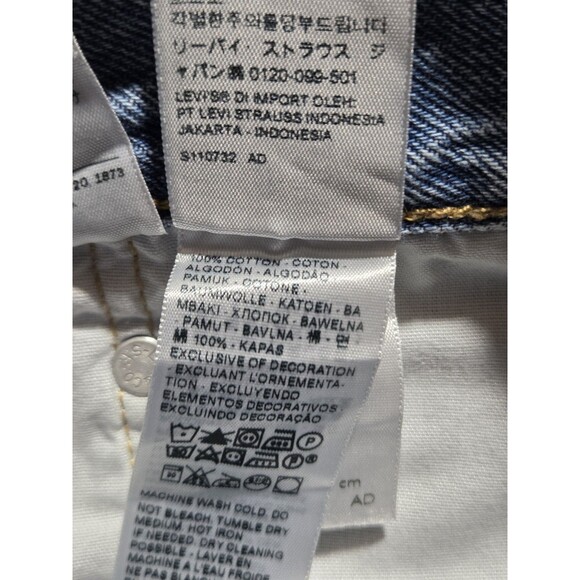 각별한 주의를 당부드립니다
リーバイ・ストラウス ジ
ャパン㈱ 0120-099-501
LEVI'S® DI IMPORT OLEH:
PT LEVI STRAUSS INDONESIA
JAKARTA - INDONESIA
S110732 AD
20, 1873
100% COTTON - COTON -
ALGODÓN - ALGODÃO
PAMUK - COTONE -
BAUMWOLLE - KATOEN - BA
MBAKI - ХЛОПОК - BAWEŁNA
PAMUT - BAVLNA - 棉 - 면
綿 100% - KAPAS
EXCLUSIVE OF DECORATION
- EXCLUANT L'ORNEMENTA-
TION - EXCLUYENDO
ELEMENTOS DECORATIVOS
EXCLUINDO DECORAÇÃO
MACHINE WASH COLD. DO
NOT BLEACH. TUMBLE DRY
MEDIUM. HOT IRON
IF NEEDED. DRY CLEANING
POSSIBLE - LAVER EN
MACHINE A L'EAU FROIDE
NE PAS BLANCHIR
cm
AD